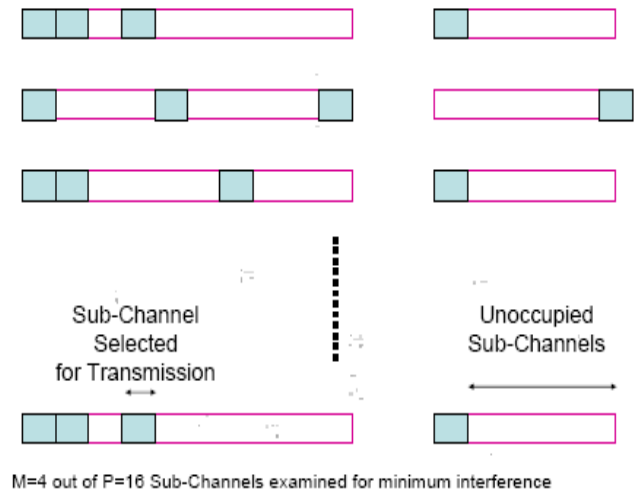 Sub-Channel
Selected
for Transmission
Unoccupied
Sub-Channels
M=4 out of P=16 Sub-Channels examined for minimum interference